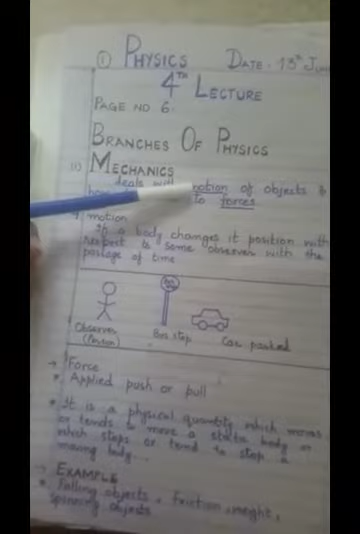 ① PHYSICS DATE: 13th Jun
4TH LECTURE
PAGE NO 6.
BRANCHES OF PHYSICS
ii) MECHANICS
deals with motion of objects &
to forces
motion
If a body changes it position with
respect to some observer with the
passage of time
Observer Bus stop Car parked
(Person)
→ Force
* Applied push or pull
* It is a physical quantity which moves
or tends to move a static body or
which stops or tend to stop a
moving body...
→ EXAMPLE
* Falling objects, friction, weight,
spinning objects